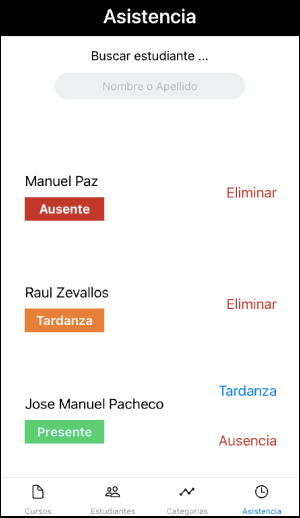 Asistencia
Buscar estudiante ...
Nombre o Apellido
Manuel Paz
Eliminar
Ausente
Raul Zevallos
Eliminar
Tardanza
Tardanza
Jose Manuel Pacheco
Presente
Ausencia
Cursos
Estudiantes
Categorías
Asistencia